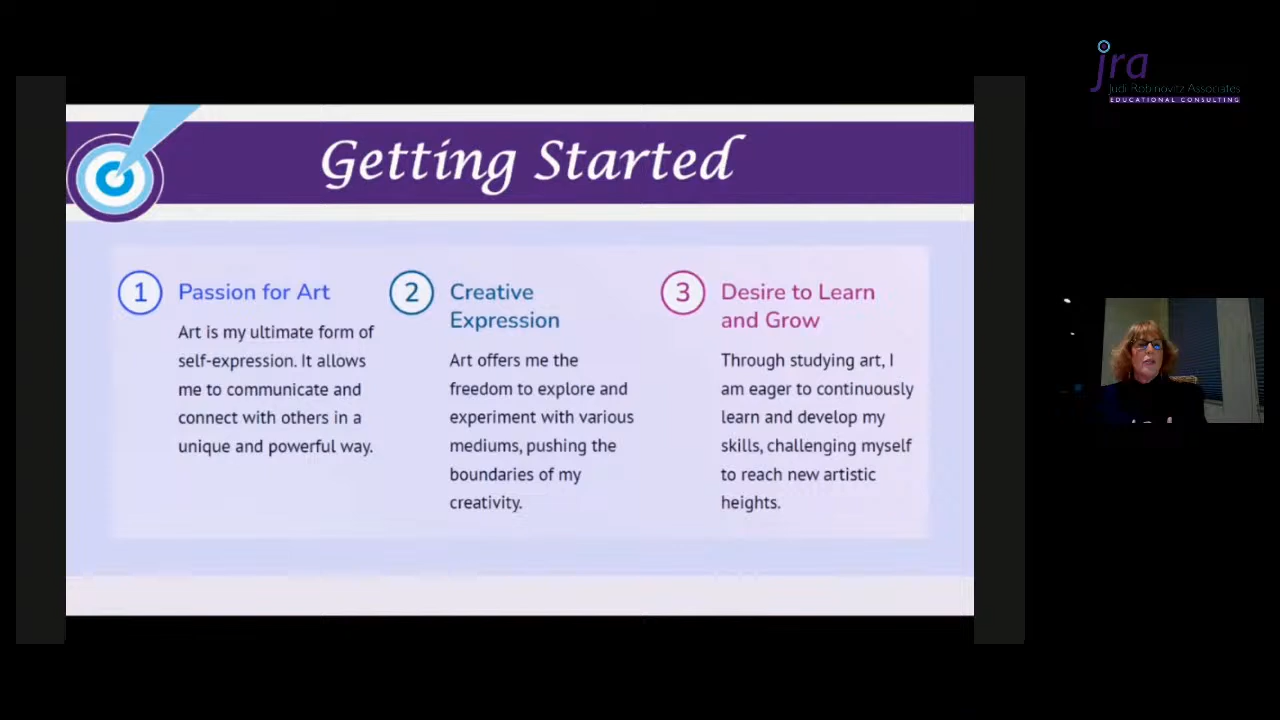 jra
Judi Robinovitz Associates
EDUCATIONAL CONSULTING
Getting Started
1
Passion for Art
Art is my ultimate form of
self-expression. It allows
me to communicate and
connect with others in a
unique and powerful way.
2
Creative
Expression
Art offers me the
freedom to explore and
experiment with various
mediums, pushing the
boundaries of my
creativity.
3
Desire to Learn
and Grow
Through studying art, I
am eager to continuously
learn and develop my
skills, challenging myself
to reach new artistic
heights.